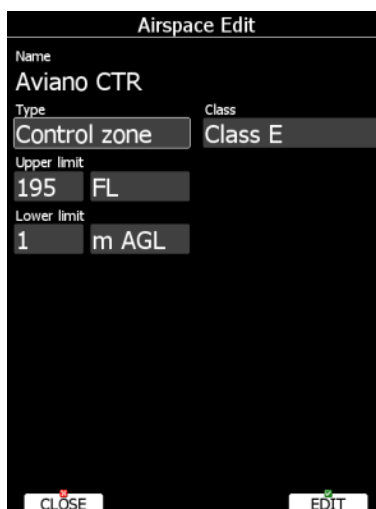 Airspace Edit
Name
Aviano CTR
Type Class
Control zone Class E
Upper limit
195 FL
Lower limit
1 m AGL
CLOSE EDIT